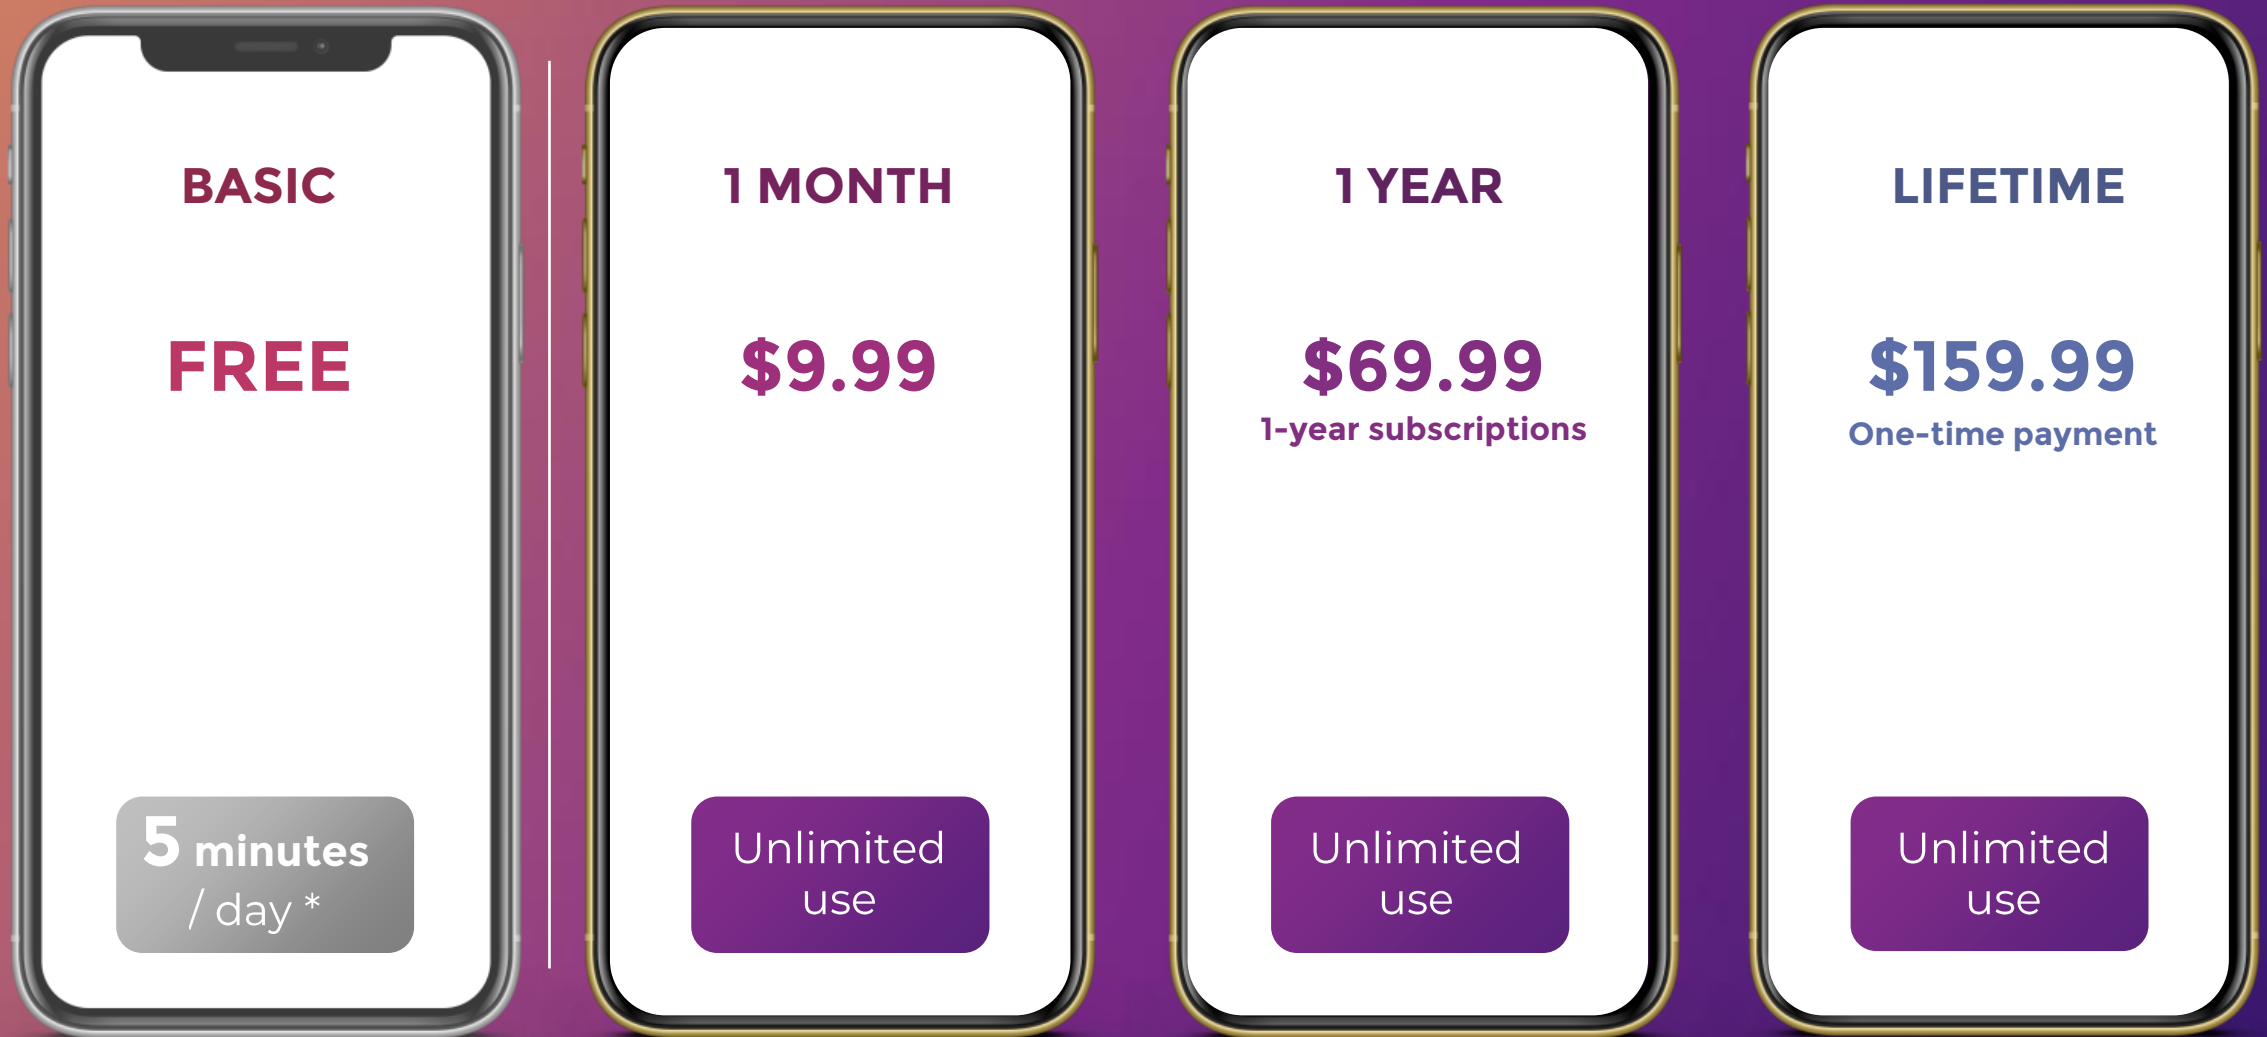 BASIC
FREE
5 minutes
/ day *
1 MONTH
$9.99
Unlimited
use
1 YEAR
$69.99
1-year subscriptions
Unlimited
use
LIFETIME
$159.99
One-time payment
Unlimited
use